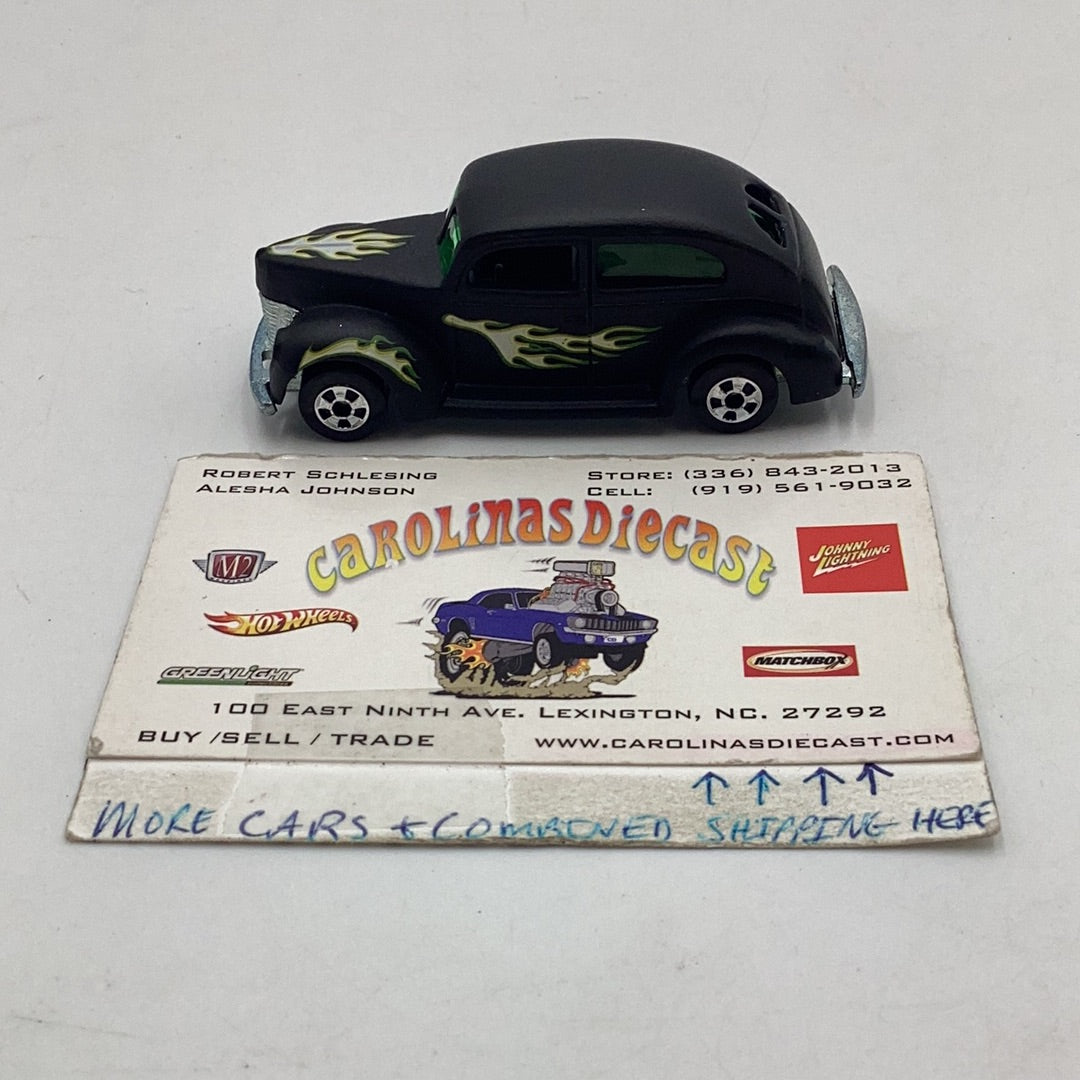 ROBERT SCHLESING
ALESHA JOHNSON
STORE: (336) 843-2013
CELL: (919) 561-9032
CAROLINAS DIECAST
M2
JOHNNY LIGHTNING
HOT WHEELS
GREENLIGHT
MATCHBOX
100 EAST NINTH AVE. LEXINGTON, NC. 27292
BUY /SELL / TRADE
WWW.CAROLINASDIECAST.COM
MORE CARS & COMBINED SHIPPING HERE